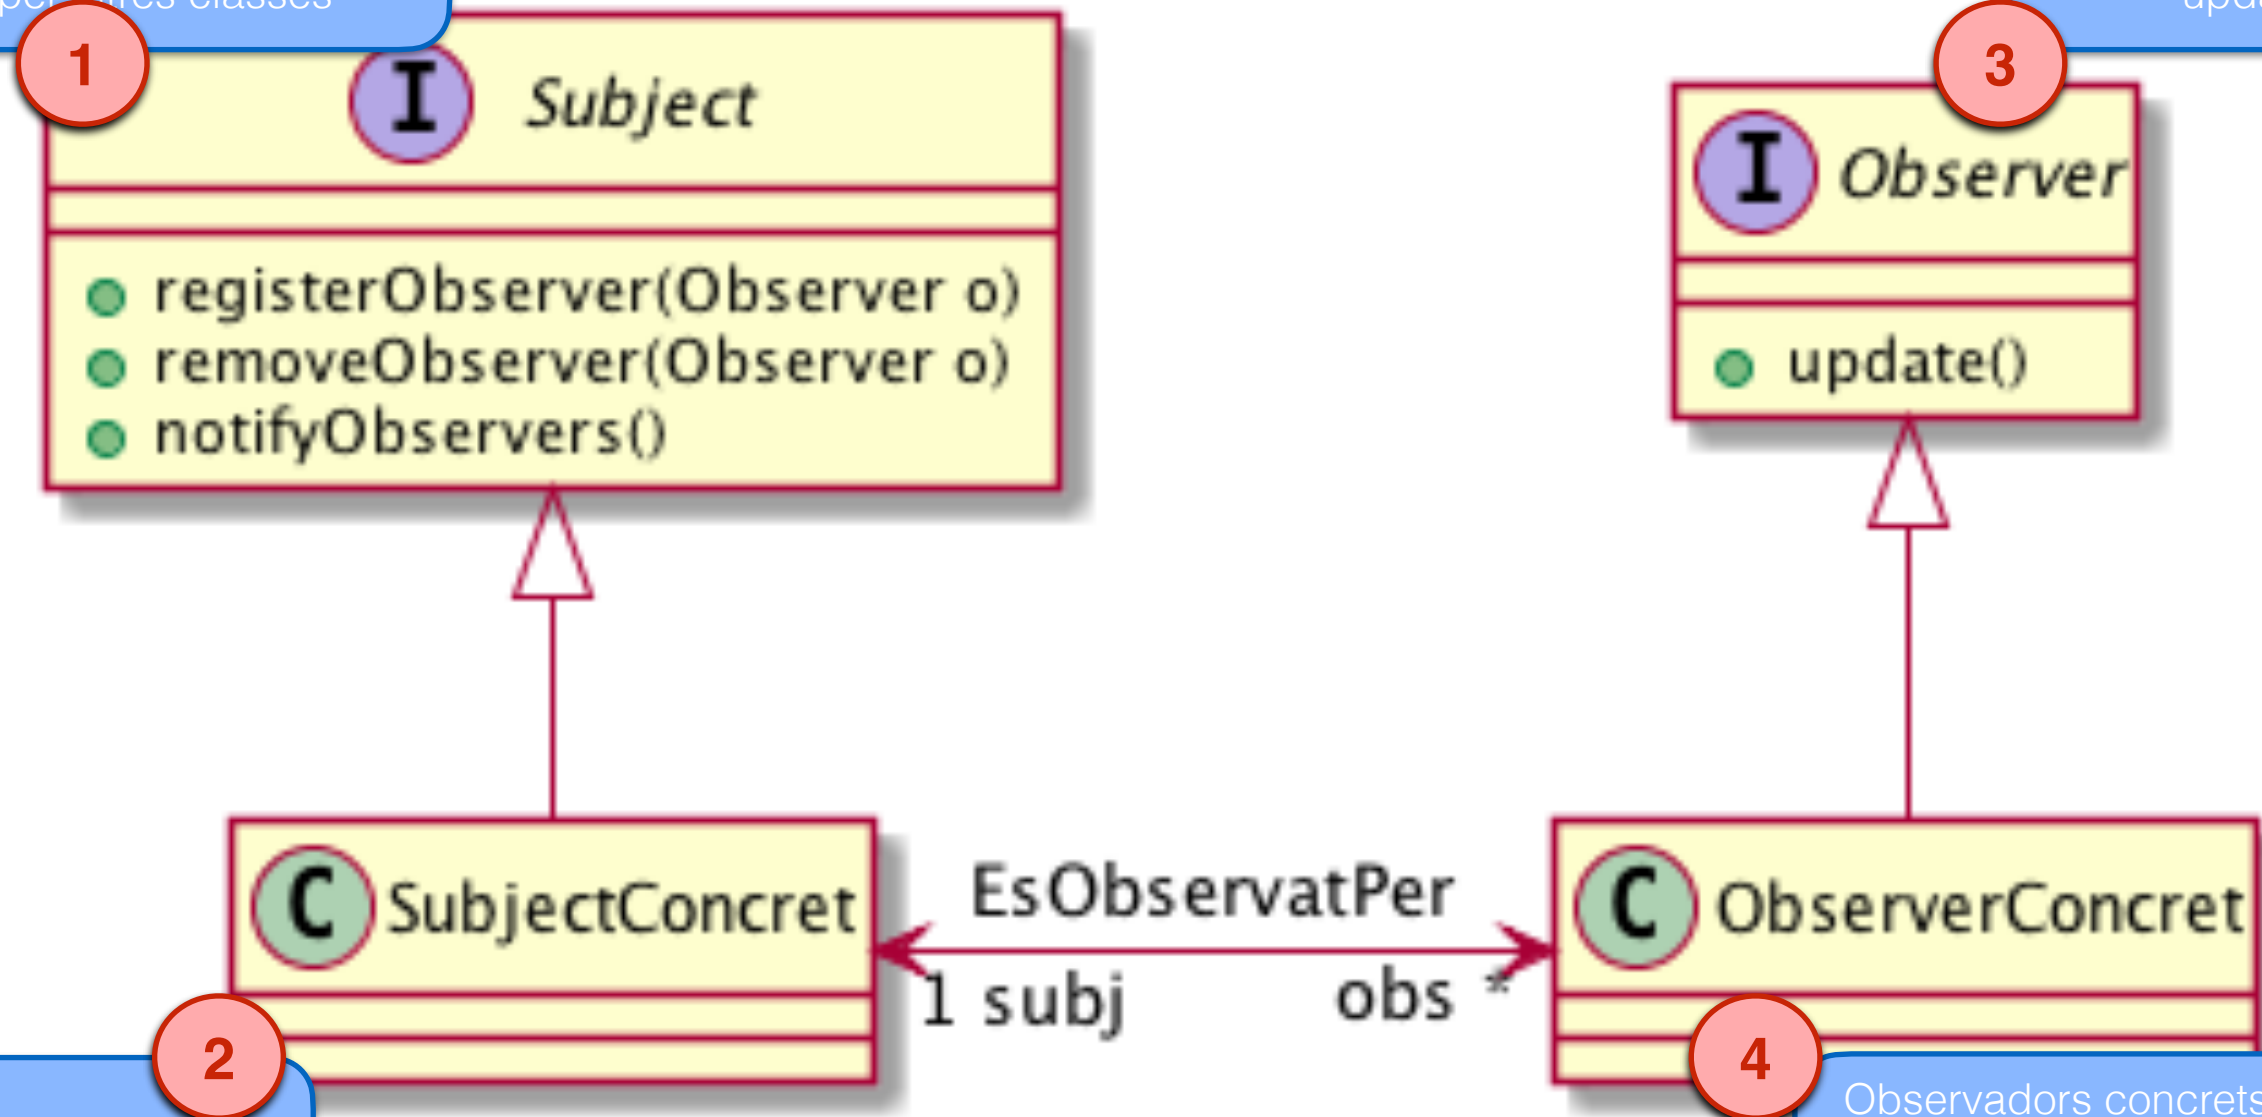 classes
1
3
I Subject
I Observer
registerObserver(Observer o)
removeObserver(Observer o)
notifyObservers()
update()
C SubjectConcret
EsObservatPer
1 subj
obs *
C ObserverConcret
2
4
Observadors concrets